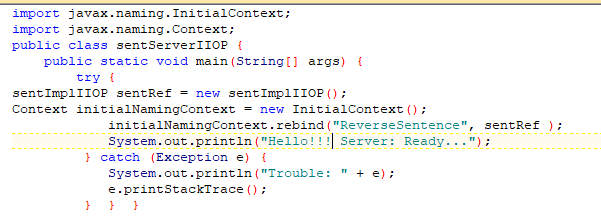 import javax.naming.InitialContext;
import javax.naming.Context;
public class sentServerIIOP {
    public static void main(String[] args) {
        try {
sentImplIIOP sentRef = new sentImplIIOP();
Context initialNamingContext = new InitialContext();
            initialNamingContext.rebind("ReverseSentence", sentRef );
            System.out.println("Hello!!! Server: Ready...");
         } catch (Exception e) {
            System.out.println("Trouble: " + e);
            e.printStackTrace();
         }  }  }